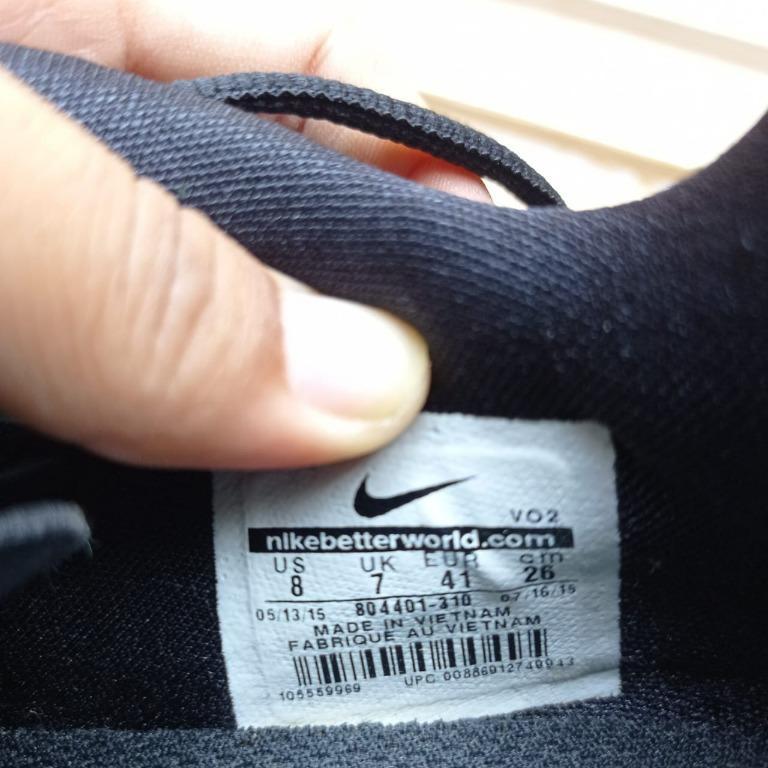 VO2
nikebetterworld.com
US UK EUR cm
8 7 41 26
05/13/15 804401-310 07/16/15
MADE IN VIETNAM
FABRIQUE AU VIETNAM
105559969 UPC 00886912749943